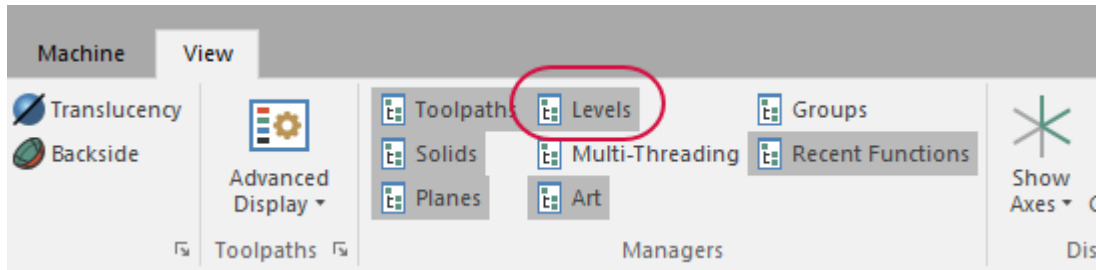 Machine View
Translucency
Backside
Advanced
Display
Toolpaths
Toolpaths Levels Groups
Solids Multi-Threading Recent Functions
Planes Art
Managers
Show
Axes